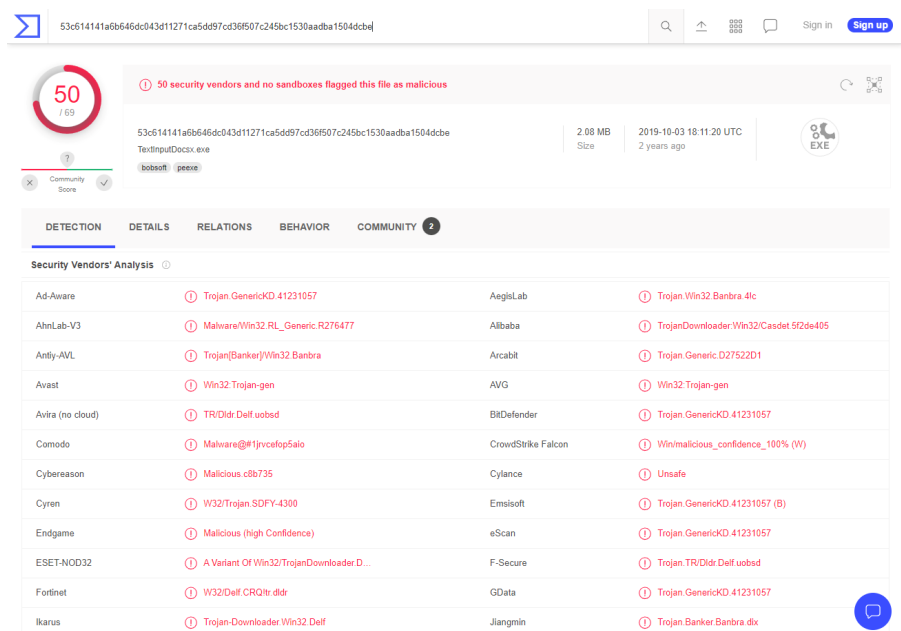 53c614141a6b646dc043d11271ca5dd97cd36f507c245bc1530aadba1504dcbe
Sign in
Sign up
50
/ 69
50 security vendors and no sandboxes flagged this file as malicious
53c614141a6b646dc043d11271ca5dd97cd36f507c245bc1530aadba1504dcbe
TextInputDocsx.exe
bobsoft peexe
2.08 MB
Size
2019-10-03 18:11:20 UTC
2 years ago
EXE
?
Community
Score
DETECTION DETAILS RELATIONS BEHAVIOR COMMUNITY 2
Security Vendors' Analysis
Ad-Aware Trojan.GenericKD.41231057 AegisLab Trojan.Win32.Banbra.4!c
AhnLab-V3 Malware/Win32.RL_Generic.R276477 Alibaba TrojanDownloader:Win32/Casdet.5f2de405
Antiy-AVL Trojan[Banker]/Win32.Banbra Arcabit Trojan.Generic.D27522D1
Avast Win32:Trojan-gen AVG Win32:Trojan-gen
Avira (no cloud) TR/Dldr.Delf.uobsd BitDefender Trojan.GenericKD.41231057
Comodo Malware@#1jrvcefop5aio CrowdStrike Falcon Win/malicious_confidence_100% (W)
Cybereason Malicious.c8b735 Cylance Unsafe
Cyren W32/Trojan.SDFY-4300 Emsisoft Trojan.GenericKD.41231057 (B)
Endgame Malicious (high Confidence) eScan Trojan.GenericKD.41231057
ESET-NOD32 A Variant Of Win32/TrojanDownloader.D... F-Secure Trojan.TR/Dldr.Delf.uobsd
Fortinet W32/Delf.CRQ!tr.dldr GData Trojan.GenericKD.41231057
Ikarus Trojan-Downloader.Win32.Delf Jiangmin Trojan.Banker.Banbra.dix